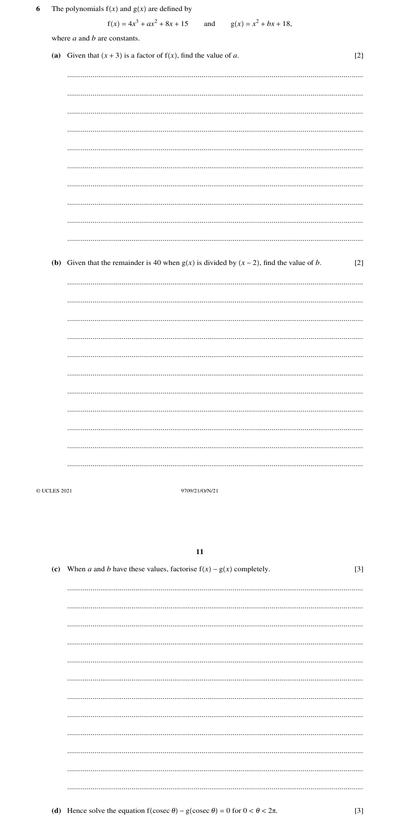 6 The polynomials f(x) and g(x) are defined by
f(x) = 4x³ + ax² + 8x + 15 and g(x) = x² + bx + 18,
where a and b are constants.
(a) Given that (x + 3) is a factor of f(x), find the value of a. [2]
(b) Given that the remainder is 40 when g(x) is divided by (x – 2), find the value of b. [2]
© UCLES 2021 9709/21/O/N/21
11
(c) When a and b have these values, factorise f(x) – g(x) completely. [3]
(d) Hence solve the equation f(cosec θ) – g(cosec θ) = 0 for 0 < θ < 2π. [3]